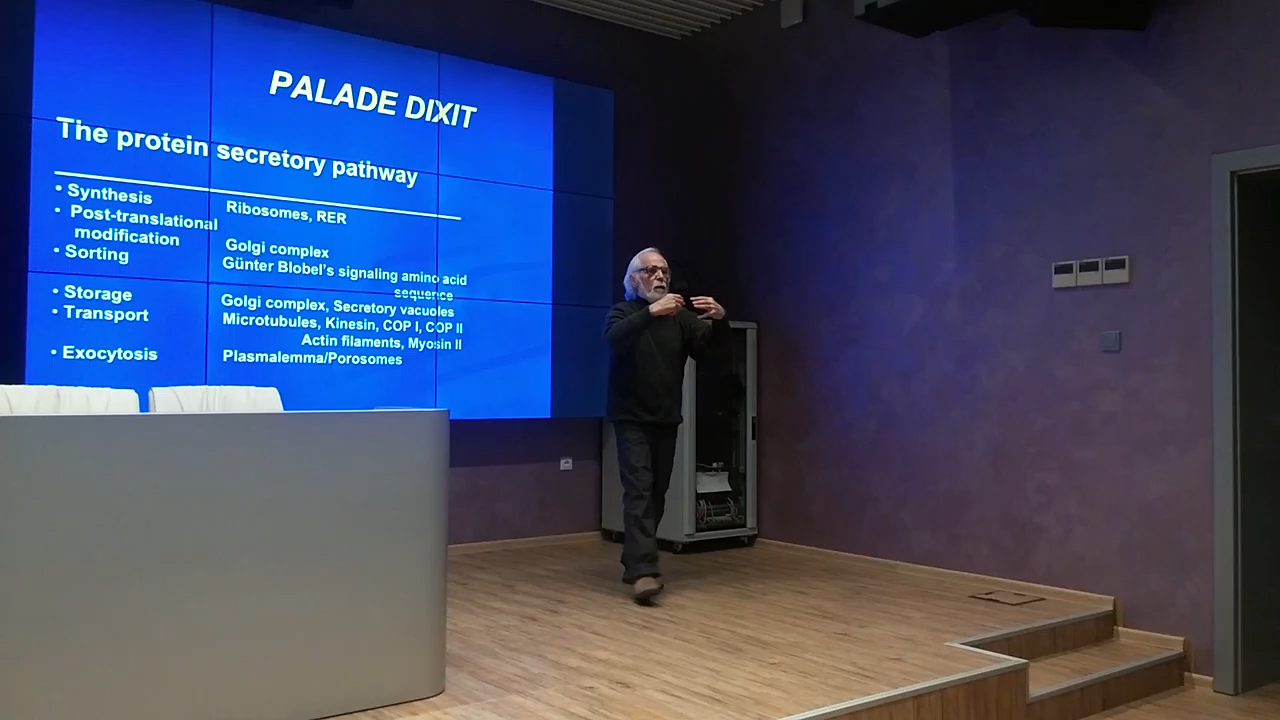 PALADE DIXIT
The protein secretory pathway
• Synthesis Ribosomes, RER
• Post-translational
modification Golgi complex
• Sorting Günter Blobel's signaling amino acid
sequence
• Storage Golgi complex, Secretory vacuoles
• Transport Microtubules, Kinesin, COP I, COP II
Actin filaments, Myosin II
• Exocytosis Plasmalemma/Porosomes